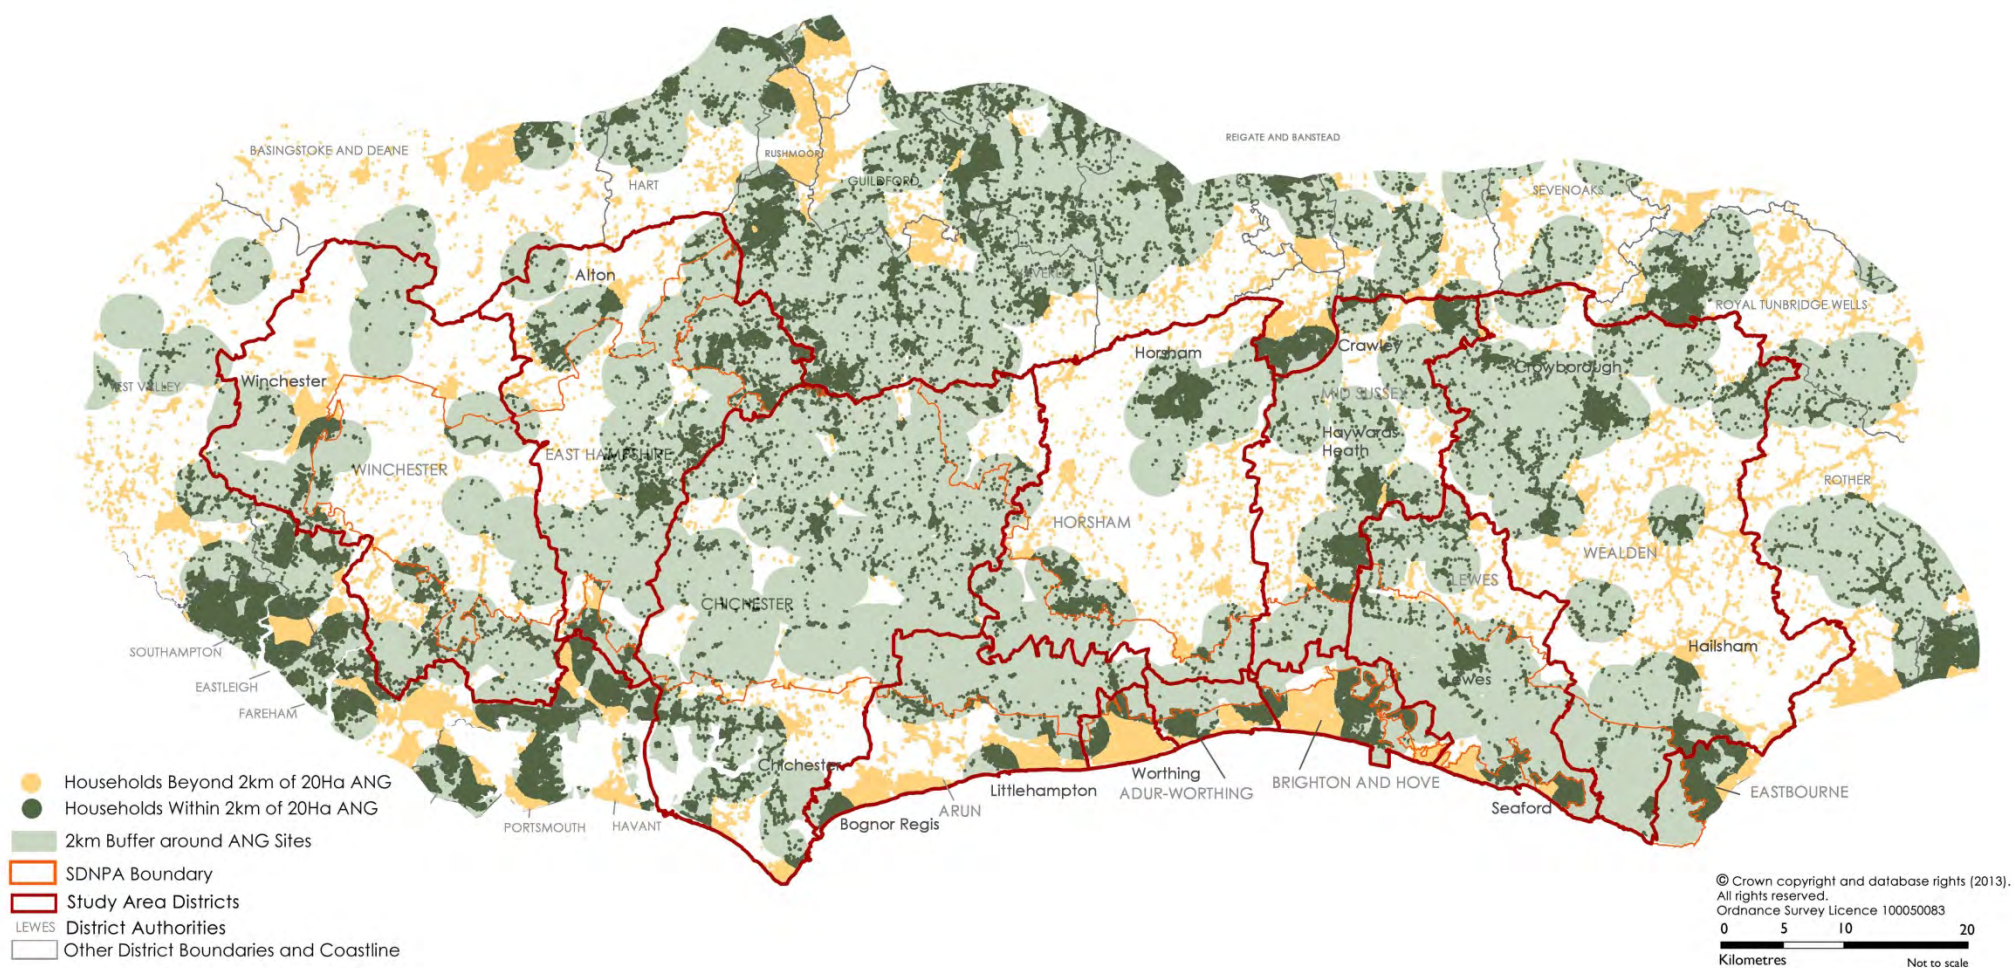 REIGATE AND BANSTEAD
BASINGSTOKE AND DEANE
RUSHMOOR
HART
GUILDFORD
SEVENOAKS
Alton
WAVERLEY
ROYAL TUNBRIDGE WELLS
Horsham
Crawley
Winchester
Crowborough
MID SUSSEX
Haywards
Heath
WINCHESTER
EAST HAMPSHIRE
ROTHER
HORSHAM
WEALDEN
LEWES
CHICHESTER
SOUTHAMPTON
Hailsham
EASTLEIGH
Lewes
FAREHAM
Chichester
Worthing
ADUR-WORTHING
BRIGHTON AND HOVE
Littlehampton
EASTBOURNE
Seaford
ARUN
Bognor Regis
PORTSMOUTH
HAVANT
Households Beyond 2km of 20Ha ANG
Households Within 2km of 20Ha ANG
2km Buffer around ANG Sites
SDNPA Boundary
Study Area Districts
LEWES District Authorities
Other District Boundaries and Coastline
© Crown copyright and database rights (2013).
All rights reserved.
Ordnance Survey Licence 100050083
0 5 10 20
Kilometres
Not to scale